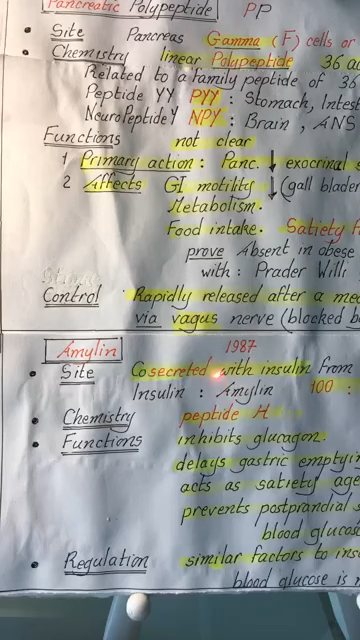 Pancreatic Polypeptide PP
• Site Pancreas Gamma (F) cells or
• Chemistry linear Polypeptide 36
Related to a family peptide of 36
Peptide YY PYY : Stomach, Intest
NeuroPeptide Y NPY : Brain, ANS
Functions not clear
1 Primary action : Panc. ↓ exocrinal s
2 Affects GI motility ↓ (gall bladder
Metabolism.
Food intake. Satiety
prove Absent in obese
with : Prader Willi
Control Rapidly released after a mea
via vagus nerve (blocked b
Amylin 1987
• Site Cosecreted with insulin from
Insulin : Amylin 100 :
• Chemistry peptide H
• Functions inhibits glucagon.
delays gastric emptyin
acts as satiety age
prevents postprandial s
blood glucos
• Regulation similar factors to ins
blood glucose is